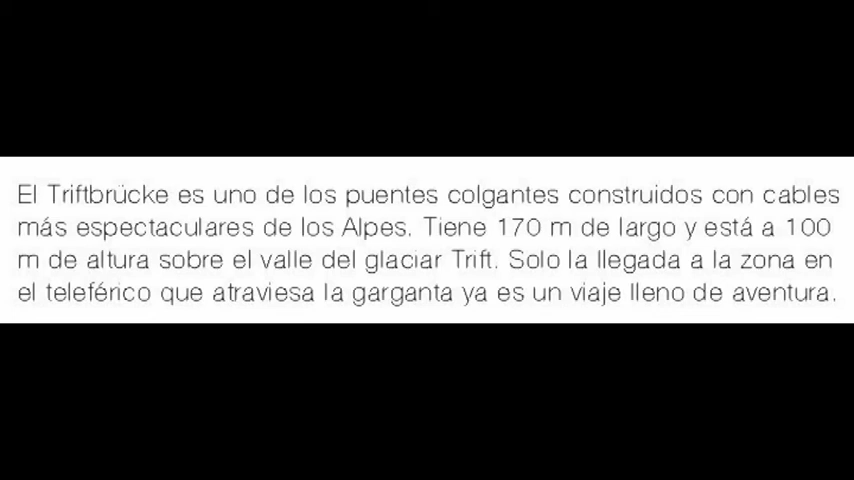 El Triftbrücke es uno de los puentes colgantes construidos con cables
más espectaculares de los Alpes. Tiene 170 m de largo y está a 100
m de altura sobre el valle del glaciar Trift. Solo la llegada a la zona en
el teleférico que atraviesa la garganta ya es un viaje lleno de aventura.